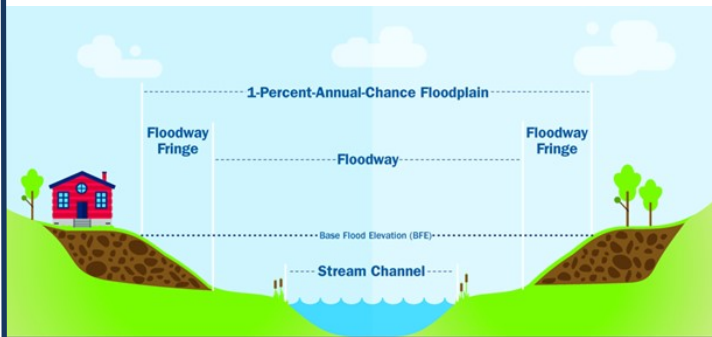 1-Percent-Annual-Chance Floodplain
Floodway
Fringe
Floodway
Fringe
Floodway
Base Flood Elevation (BFE)
Stream Channel